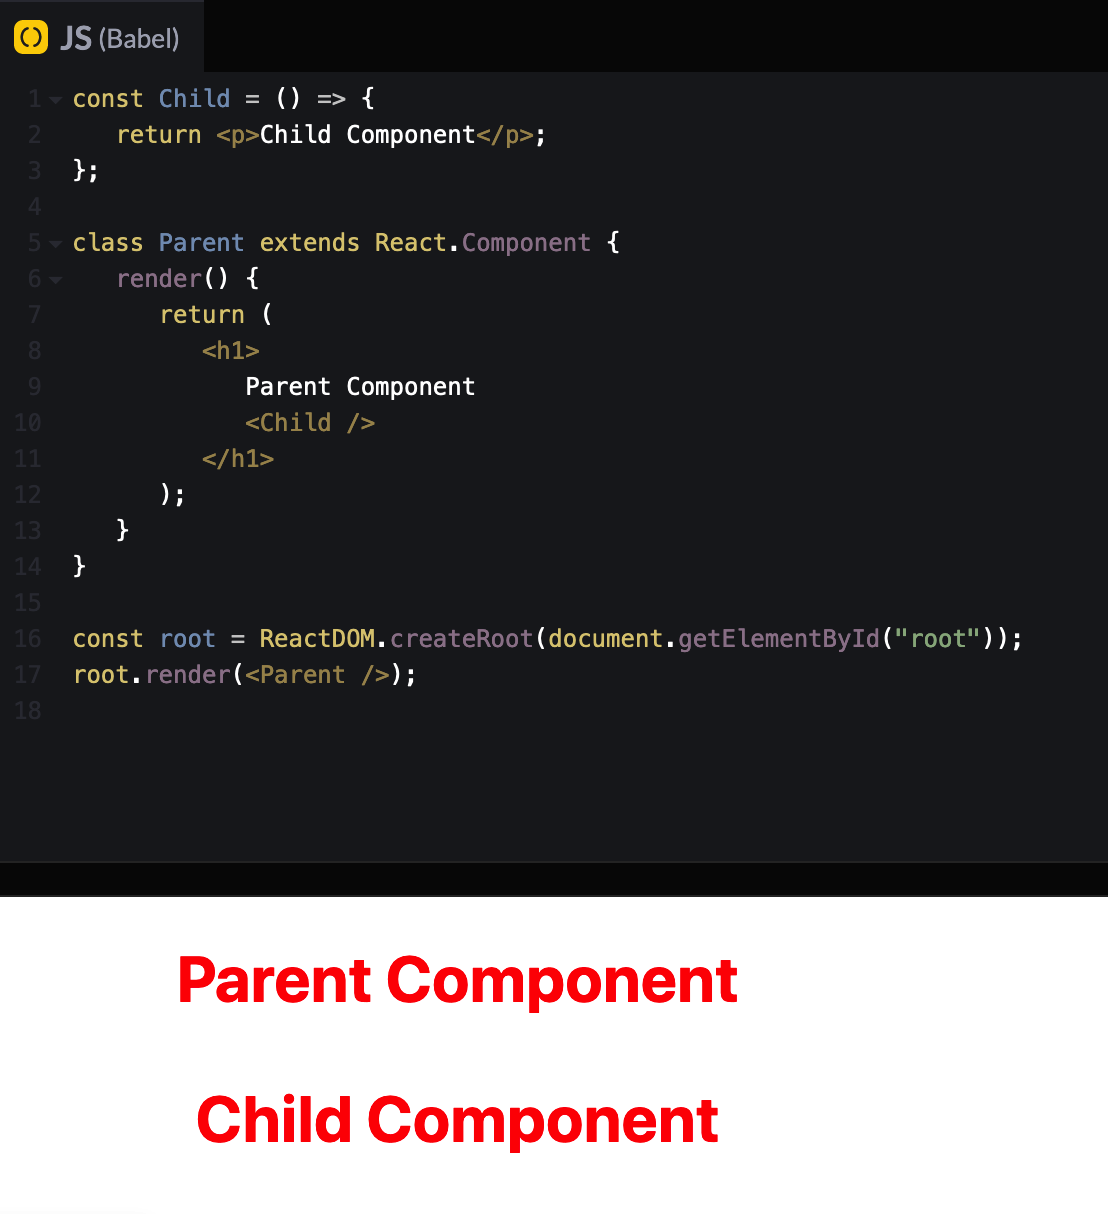 JS (Babel)
1 const Child = () => {
2 return <p>Child Component</p>;
3 };
4
5 class Parent extends React.Component {
6 render() {
7 return (
8 <h1>
9 Parent Component
10 <Child />
11 </h1>
12 );
13 }
14 }
15
16 const root = ReactDOM.createRoot(document.getElementById("root"));
17 root.render(<Parent />);
18
Parent Component
Child Component